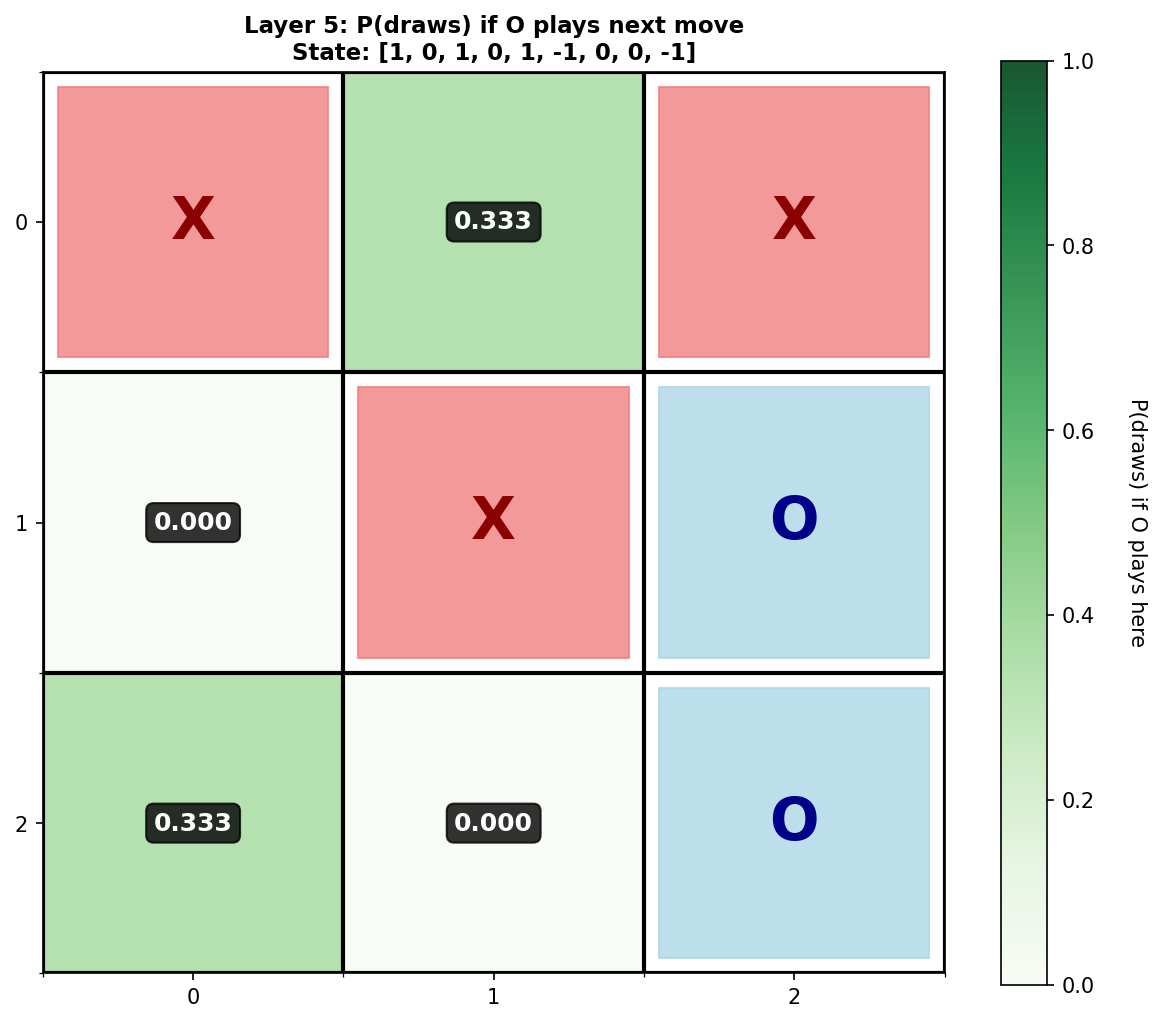 Layer 5: P(draws) if O plays next move
State: [1, 0, 1, 0, 1, -1, 0, 0, -1]
0
X
0.333
X
1
0.000
X
O
2
0.333
0.000
O
0
1
2
1.0
0.8
0.6
0.4
0.2
0.0
P(draws) if O plays here